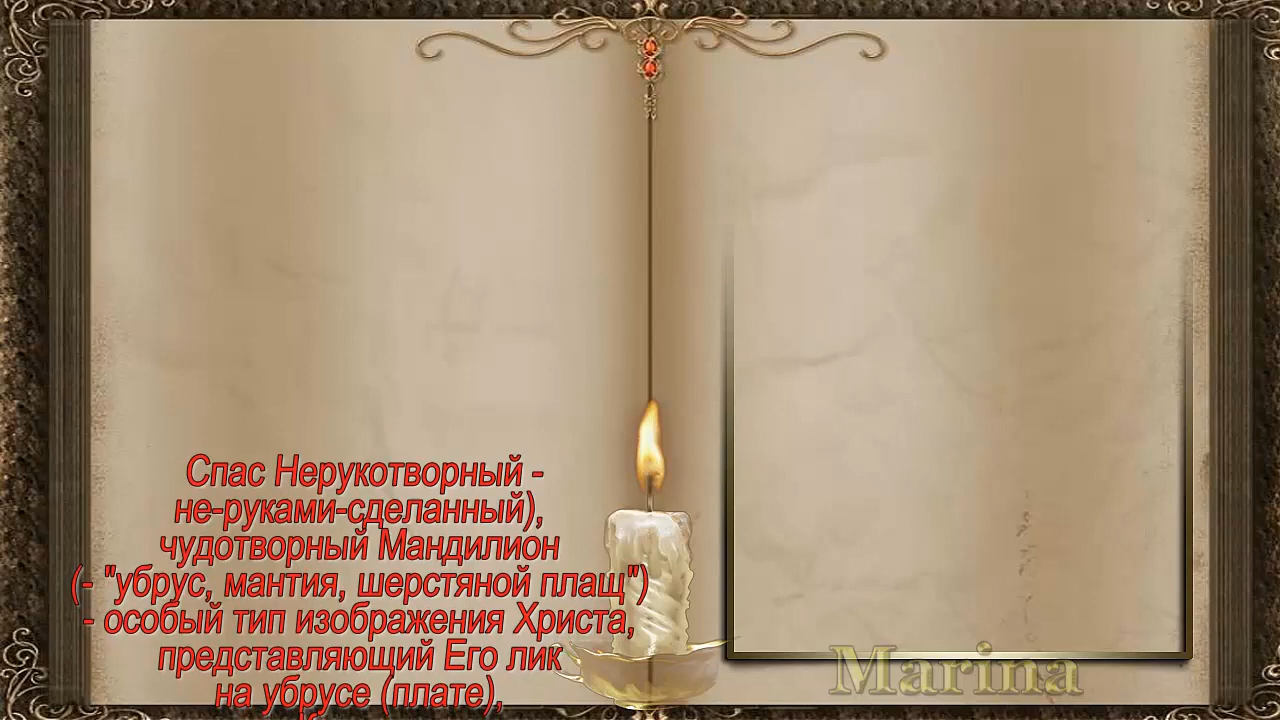 Спас Нерукотворный -
не-руками-сделанный),
чудотворный Мандилион
(- "убрус, мантия, шерстяной плащ")
- особый тип изображения Христа,
представляющий Его лик
на убрусе (плате),
Marina